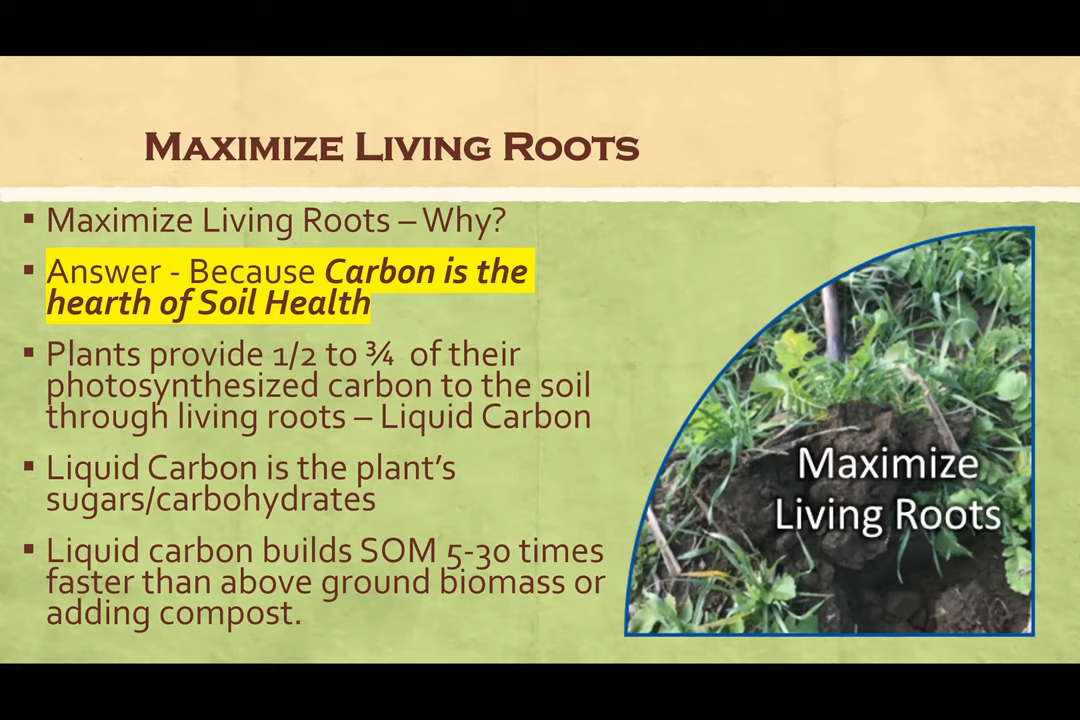 Maximize Living Roots
▪ Maximize Living Roots – Why?
▪ Answer - Because Carbon is the
hearth of Soil Health
▪ Plants provide 1/2 to ¾ of their
photosynthesized carbon to the soil
through living roots – Liquid Carbon
▪ Liquid Carbon is the plant's
sugars/carbohydrates
▪ Liquid carbon builds SOM 5-30 times
faster than above ground biomass or
adding compost.
Maximize
Living Roots